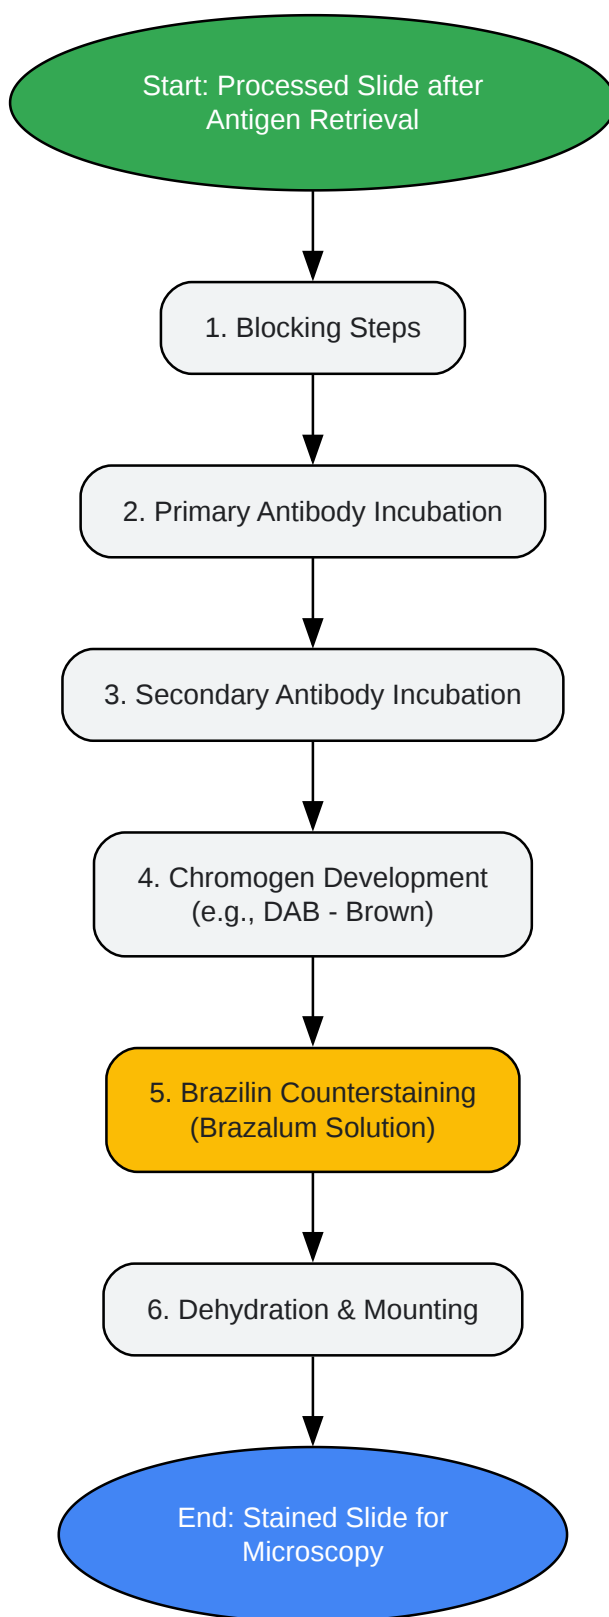 Start: Processed Slide after
Antigen Retrieval
1. Blocking Steps
2. Primary Antibody Incubation
3. Secondary Antibody Incubation
4. Chromogen Development
(e.g., DAB - Brown)
5. Brazilin Counterstaining
(Brazalum Solution)
6. Dehydration & Mounting
End: Stained Slide for
Microscopy